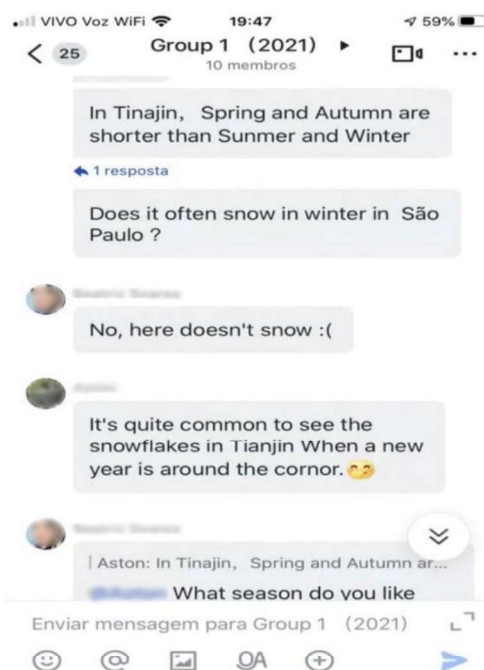 VIVO Voz WiFi 19:47 59%
25 Group 1 (2021)
10 membros
In Tinajin, Spring and Autumn are
shorter than Sunmer and Winter
1 resposta
Does it often snow in winter in São
Paulo ?
No, here doesn't snow :(
It's quite common to see the
snowflakes in Tianjin When a new
year is around the cornor.
Aston: In Tinajin, Spring and Autumn ar...
What season do you like
Enviar mensagem para Group 1 (2021)